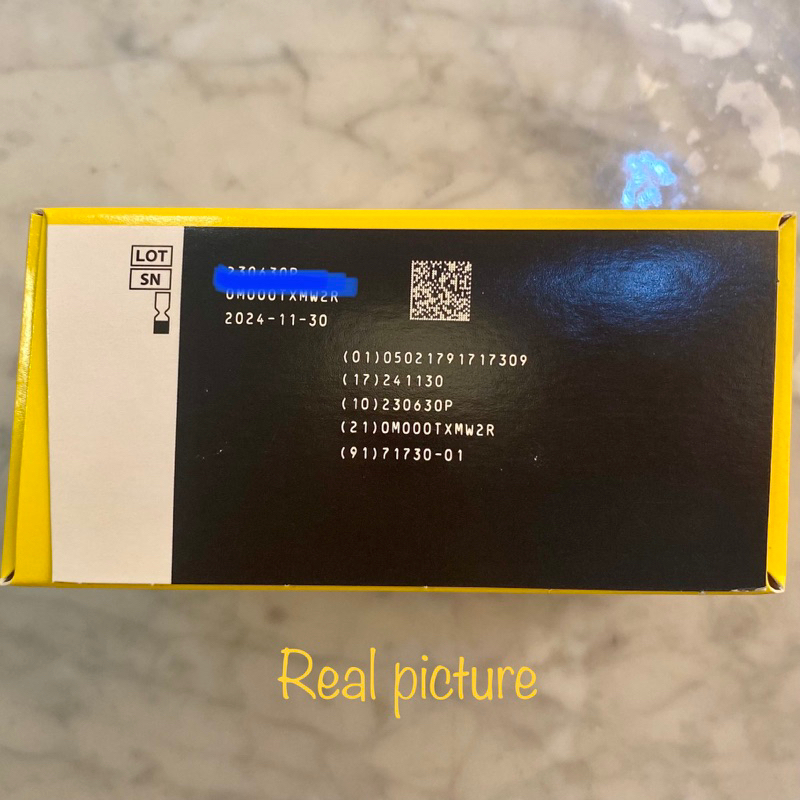 LOT
SN
230630P
0M000TXMW2R
2024-11-30
(01)05021791717309
(17)241130
(10)230630P
(21)0M000TXMW2R
(91)71730-01
Real picture